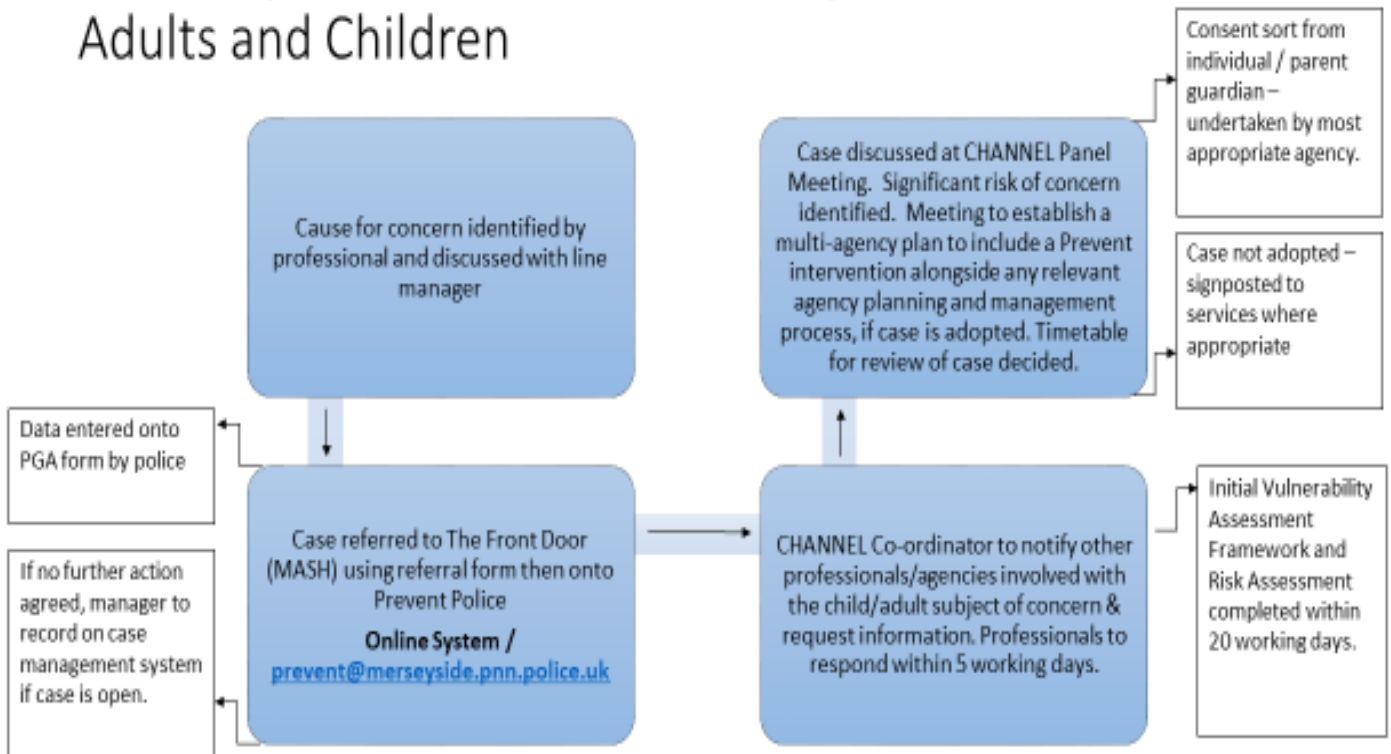 Adults and Children
Cause for concern identified by
professional and discussed with line
manager
Data entered onto
PGA form by police
If no further action
agreed, manager to
record on case
management system
if case is open.
Case referred to The Front Door
(MASH) using referral form then onto
Prevent Police
Online System /
prevent@merseyside.pnn.police.uk
CHANNEL Co-ordinator to notify other
professionals/agencies involved with
the child/adult subject of concern &
request information. Professionals to
respond within 5 working days.
Initial Vulnerability
Assessment
Framework and
Risk Assessment
completed within
20 working days.
Case discussed at CHANNEL Panel
Meeting. Significant risk of concern
identified. Meeting to establish a
multi-agency plan to include a Prevent
intervention alongside any relevant
agency planning and management
process, if case is adopted. Timetable
for review of case decided.
Consent sort from
individual / parent
guardian –
undertaken by most
appropriate agency.
Case not adopted –
signposted to
services where
appropriate